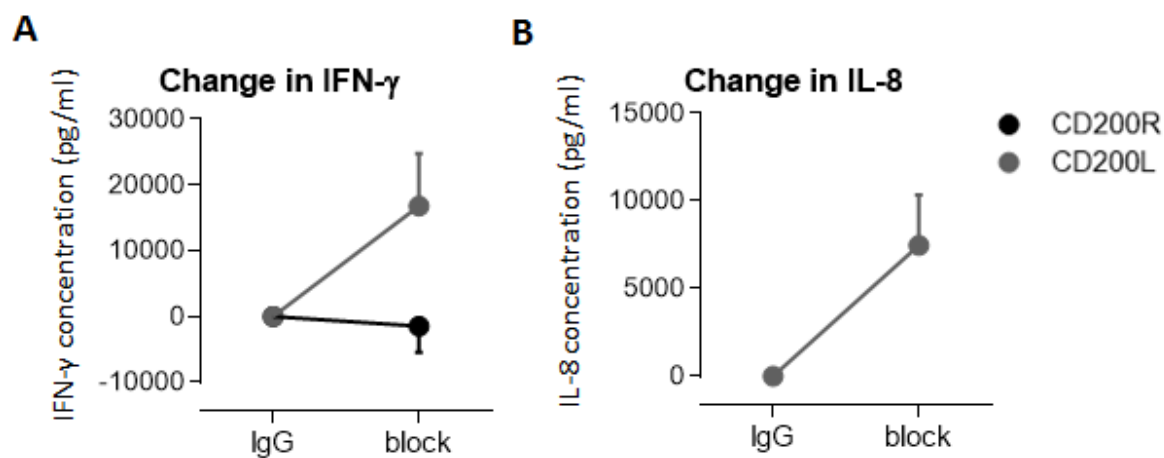 A
Change in IFN-γ
IFN-γ concentration (pg/ml)
30000
20000
10000
0
-10000
IgG block
B
Change in IL-8
IL-8 concentration (pg/ml)
15000
10000
5000
0
IgG block
CD200R
CD200L